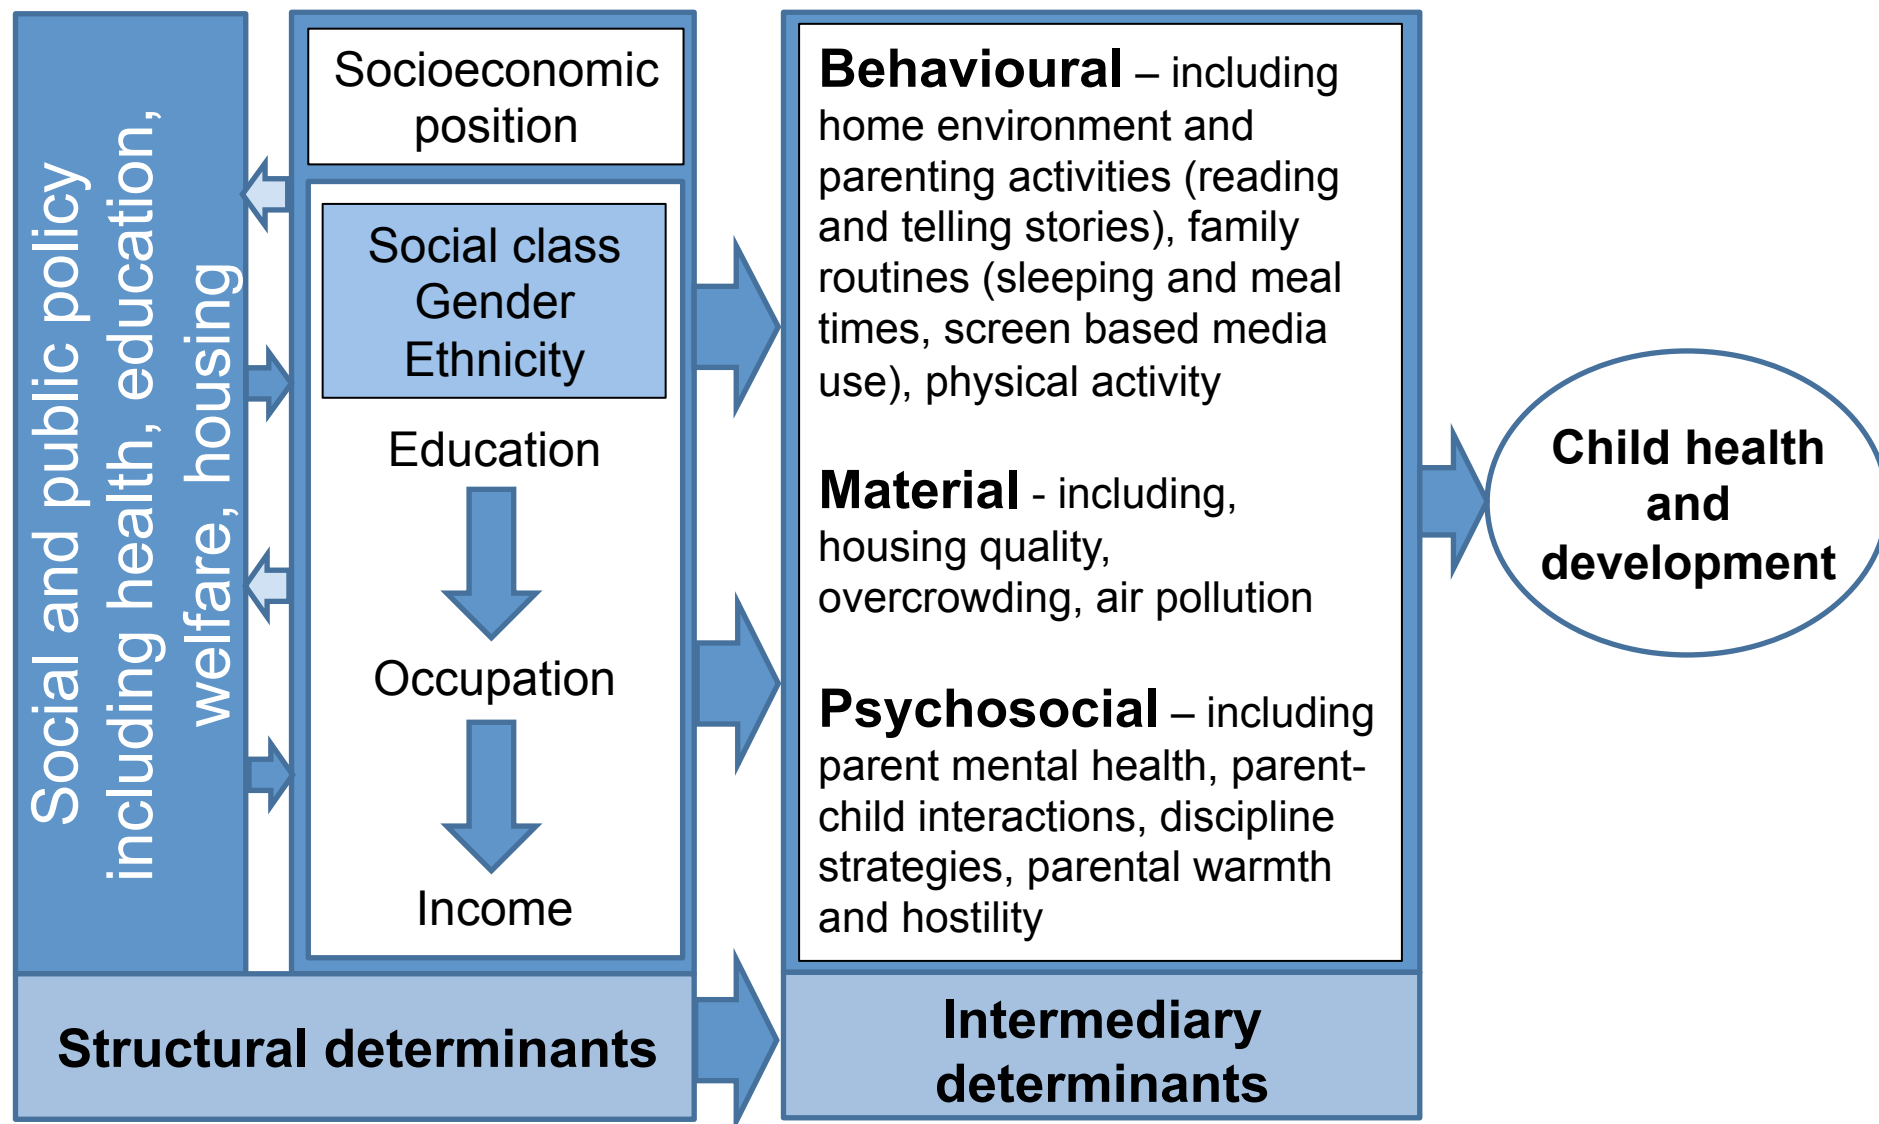 Social and public policy
including health, education,
welfare, housing
Socioeconomic
position
Social class
Gender
Ethnicity
Education
Occupation
Income
Structural determinants
Behavioural – including
home environment and
parenting activities (reading
and telling stories), family
routines (sleeping and meal
times, screen based media
use), physical activity
Material - including,
housing quality,
overcrowding, air pollution
Psychosocial – including
parent mental health, parent-
child interactions, discipline
strategies, parental warmth
and hostility
Intermediary
determinants
Child health
and
development